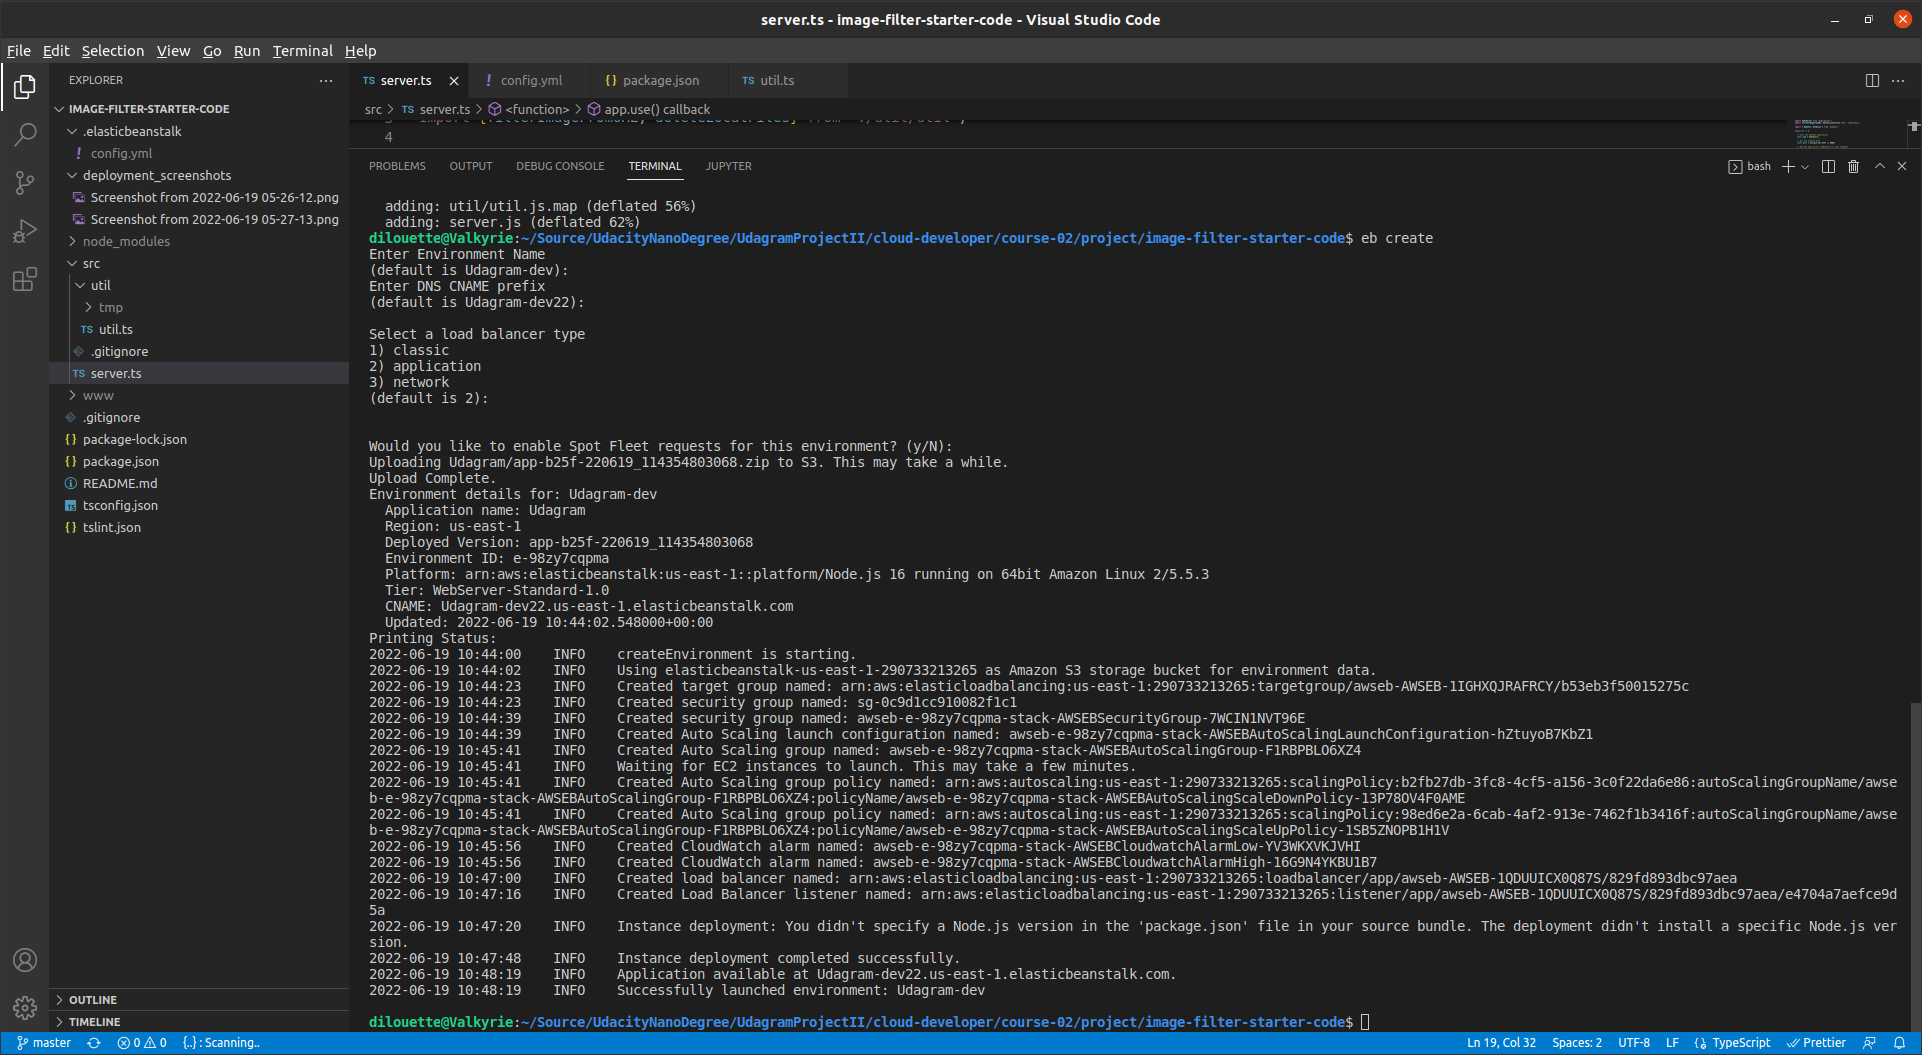 server.ts - image-filter-starter-code - Visual Studio Code
File Edit Selection View Go Run Terminal Help
EXPLORER
IMAGE-FILTER-STARTER-CODE
.elasticbeanstalk
! config.yml
deployment_screenshots
Screenshot from 2022-06-19 05-26-12.png
Screenshot from 2022-06-19 05-27-13.png
node_modules
src
util
tmp
TS util.ts
.gitignore
TS server.ts
www
.gitignore
{} package-lock.json
{} package.json
README.md
tsconfig.json
{} tslint.json
OUTLINE
TIMELINE
TS server.ts
! config.yml
{} package.json
TS util.ts
src > TS server.ts > <function> > app.use() callback
4
PROBLEMS OUTPUT DEBUG CONSOLE TERMINAL JUPYTER
bash
adding: util/util.js.map (deflated 56%)
adding: server.js (deflated 62%)
dilouette@Valkyrie:~/Source/UdacityNanoDegree/UdagramProjectII/cloud-developer/course-02/project/image-filter-starter-code$ eb create
Enter Environment Name
(default is Udagram-dev):
Enter DNS CNAME prefix
(default is Udagram-dev22):
Select a load balancer type
1) classic
2) application
3) network
(default is 2):
Would you like to enable Spot Fleet requests for this environment? (y/N):
Uploading Udagram/app-b25f-220619_114354803068.zip to S3. This may take a while.
Upload Complete.
Environment details for: Udagram-dev
Application name: Udagram
Region: us-east-1
Deployed Version: app-b25f-220619_114354803068
Environment ID: e-98zy7cqpma
Platform: arn:aws:elasticbeanstalk:us-east-1::platform/Node.js 16 running on 64bit Amazon Linux 2/5.5.3
Tier: WebServer-Standard-1.0
CNAME: Udagram-dev22.us-east-1.elasticbeanstalk.com
Updated: 2022-06-19 10:44:02.548000+00:00
Printing Status:
2022-06-19 10:44:00 INFO createEnvironment is starting.
2022-06-19 10:44:02 INFO Using elasticbeanstalk-us-east-1-290733213265 as Amazon S3 storage bucket for environment data.
2022-06-19 10:44:23 INFO Created target group named: arn:aws:elasticloadbalancing:us-east-1:290733213265:targetgroup/awseb-AWSEB-1IGHXQJRAFRCY/b53eb3f50015275c
2022-06-19 10:44:23 INFO Created security group named: sg-0c9d1cc910082f1c1
2022-06-19 10:44:39 INFO Created security group named: awseb-e-98zy7cqpma-stack-AWSEBSecurityGroup-7WCIN1NVT96E
2022-06-19 10:44:39 INFO Created Auto Scaling launch configuration named: awseb-e-98zy7cqpma-stack-AWSEBAutoScalingLaunchConfiguration-hZtuyoB7KbZ1
2022-06-19 10:45:41 INFO Created Auto Scaling group named: awseb-e-98zy7cqpma-stack-AWSEBAutoScalingGroup-F1RBPBLO6XZ4
2022-06-19 10:45:41 INFO Waiting for EC2 instances to launch. This may take a few minutes.
2022-06-19 10:45:41 INFO Created Auto Scaling group policy named: arn:aws:autoscaling:us-east-1:290733213265:scalingPolicy:b2fb27db-3fc8-4cf5-a156-3c0f22da6e86:autoScalingGroupName/awse
b-e-98zy7cqpma-stack-AWSEBAutoScalingGroup-F1RBPBLO6XZ4:policyName/awseb-e-98zy7cqpma-stack-AWSEBAutoScalingScaleDownPolicy-13P78OV4F0AME
2022-06-19 10:45:41 INFO Created Auto Scaling group policy named: arn:aws:autoscaling:us-east-1:290733213265:scalingPolicy:98ed6e2a-6cab-4af2-913e-7462f1b3416f:autoScalingGroupName/awse
b-e-98zy7cqpma-stack-AWSEBAutoScalingGroup-F1RBPBLO6XZ4:policyName/awseb-e-98zy7cqpma-stack-AWSEBAutoScalingScaleUpPolicy-1SB5ZNOPB1H1V
2022-06-19 10:45:56 INFO Created CloudWatch alarm named: awseb-e-98zy7cqpma-stack-AWSEBCloudwatchAlarmLow-YV3WKXVKJVHI
2022-06-19 10:45:56 INFO Created CloudWatch alarm named: awseb-e-98zy7cqpma-stack-AWSEBCloudwatchAlarmHigh-16G9N4YKBU1B7
2022-06-19 10:47:00 INFO Created load balancer named: arn:aws:elasticloadbalancing:us-east-1:290733213265:loadbalancer/app/awseb-AWSEB-1QDUUICX0Q87S/829fd893dbc97aea
2022-06-19 10:47:16 INFO Created Load Balancer listener named: arn:aws:elasticloadbalancing:us-east-1:290733213265:listener/app/awseb-AWSEB-1QDUUICX0Q87S/829fd893dbc97aea/e4704a7aefce9d
5a
2022-06-19 10:47:20 INFO Instance deployment: You didn't specify a Node.js version in the 'package.json' file in your source bundle. The deployment didn't install a specific Node.js ver
sion.
2022-06-19 10:47:48 INFO Instance deployment completed successfully.
2022-06-19 10:48:19 INFO Application available at Udagram-dev22.us-east-1.elasticbeanstalk.com.
2022-06-19 10:48:19 INFO Successfully launched environment: Udagram-dev
dilouette@Valkyrie:~/Source/UdacityNanoDegree/UdagramProjectII/cloud-developer/course-02/project/image-filter-starter-code$
master 0 0 {..} : Scanning.. Ln 19, Col 32 Spaces: 2 UTF-8 LF TypeScript Prettier